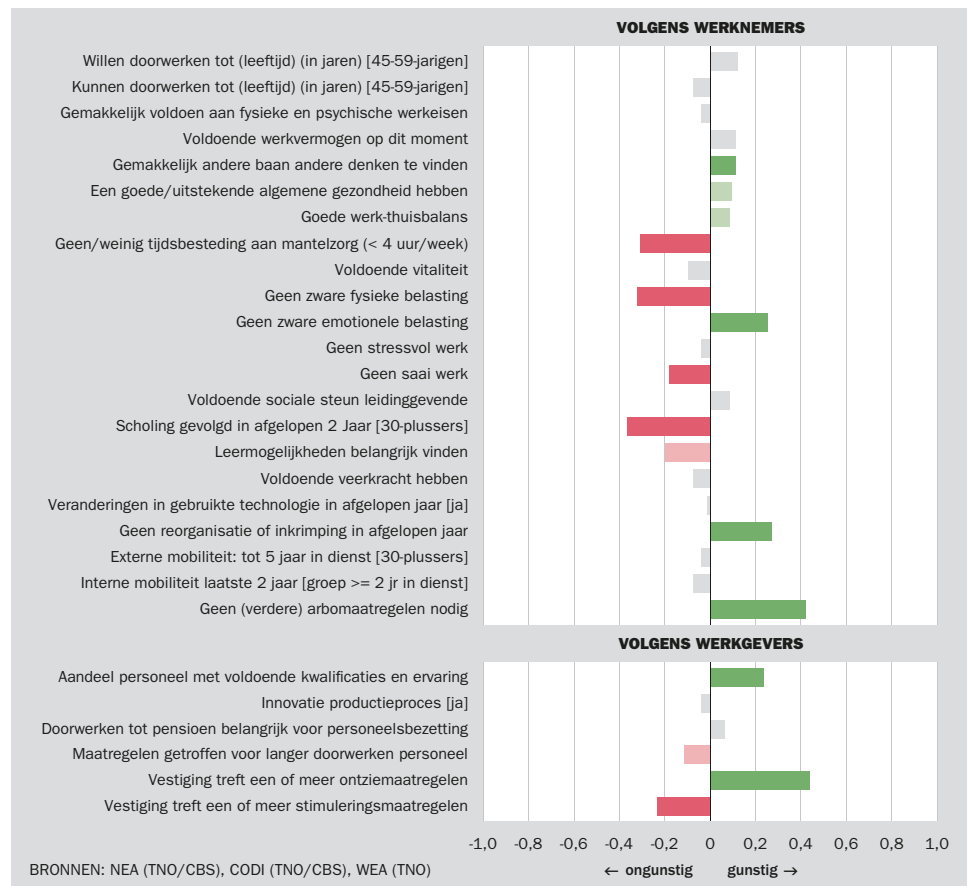 VOLGENS WERKNEMERS
Willen doorwerken tot (leeftijd) (in jaren) [45-59-jarigen]
Kunnen doorwerken tot (leeftijd) (in jaren) [45-59-jarigen]
Gemakkelijk voldoen aan fysieke en psychische werkeisen
Voldoende werkvermogen op dit moment
Gemakkelijk andere baan andere denken te vinden
Een goede/uitstekende algemene gezondheid hebben
Goede werk-thuisbalans
Geen/weinig tijdsbesteding aan mantelzorg (< 4 uur/week)
Voldoende vitaliteit
Geen zware fysieke belasting
Geen zware emotionele belasting
Geen stressvol werk
Geen saai werk
Voldoende sociale steun leidinggevende
Scholing gevolgd in afgelopen 2 Jaar [30-plussers]
Leermogelijkheden belangrijk vinden
Voldoende veerkracht hebben
Veranderingen in gebruikte technologie in afgelopen jaar [ja]
Geen reorganisatie of inkrimping in afgelopen jaar
Externe mobiliteit: tot 5 jaar in dienst [30-plussers]
Interne mobiliteit laatste 2 jaar [groep >= 2 jr in dienst]
Geen (verdere) arbomaatregelen nodig
VOLGENS WERKGEVERS
Aandeel personeel met voldoende kwalificaties en ervaring
Innovatie productieproces [ja]
Doorwerken tot pensioen belangrijk voor personeelsbezetting
Maatregelen getroffen voor langer doorwerken personeel
Vestiging treft een of meer ontziemaatregelen
Vestiging treft een of meer stimuleringsmaatregelen
-1,0 -0,8 -0,6 -0,4 -0,2 0 0,2 0,4 0,6 0,8 1,0
BRONNEN: NEA (TNO/CBS), CODI (TNO/CBS), WEA (TNO) ← ongunstig gunstig →